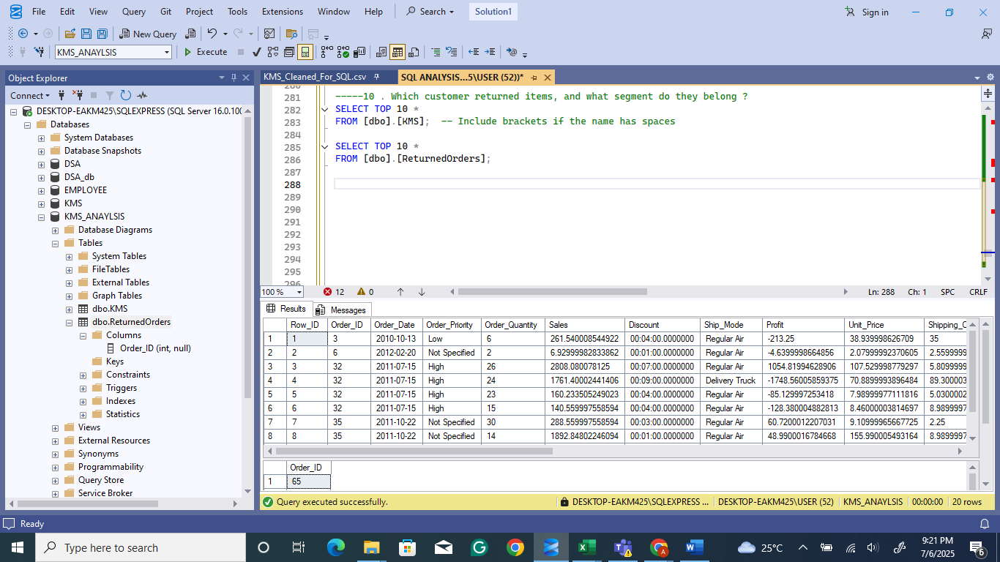 File Edit View Query Git Project Tools Extensions Window Help Search Solution1 Sign in
New Query
KMS_ANAYLSIS Execute
Object Explorer
Connect
DESKTOP-EAKM425\SQLEXPRESS (SQL Server 16.0.100
Databases
System Databases
Database Snapshots
DSA
DSA_db
EMPLOYEE
KMS
KMS_ANAYLSIS
Database Diagrams
Tables
System Tables
FileTables
External Tables
Graph Tables
dbo.KMS
dbo.ReturnedOrders
Columns
Order_ID (int, null)
Keys
Constraints
Triggers
Indexes
Statistics
Views
External Resources
Synonyms
Programmability
Query Store
Service Broker
KMS_Cleaned_For_SQL.csv SQL ANALYSIS...5\USER (52))*
280
281 -----10 . Which customer returned items, and what segment do they belong ?
282 SELECT TOP 10 *
283 FROM [dbo].[KMS]; -- Include brackets if the name has spaces
284
285 SELECT TOP 10 *
286 FROM [dbo].[ReturnedOrders];
287
288
289
290
291
292
293
294
295
296
100 % 12 0 Ln: 288 Ch: 1 SPC CRLF
Results Messages
Row_ID Order_ID Order_Date Order_Priority Order_Quantity Sales Discount Ship_Mode Profit Unit_Price Shipping_C
1 1 3 2010-10-13 Low 6 261.540008544922 00:04:00.0000000 Regular Air -213.25 38.939998626709 35
2 2 6 2012-02-20 Not Specified 2 6.92999982833862 00:01:00.0000000 Regular Air -4.6399998664856 2.07999992370605 2.5599999
3 3 32 2011-07-15 High 26 2808.080078125 00:07:00.0000000 Regular Air 1054.81994628906 107.529998779297 5.8099999
4 4 32 2011-07-15 High 24 1761.40002441406 00:09:00.0000000 Delivery Truck -1748.56005859375 70.8899993896484 89.300003
5 5 32 2011-07-15 High 23 160.233505249023 00:04:00.0000000 Regular Air -85.129997253418 7.98999977111816 5.0300002
6 6 32 2011-07-15 High 15 140.559997558594 00:04:00.0000000 Regular Air -128.380004882813 8.46000003814697 8.9899997
7 7 35 2011-10-22 Not Specified 30 288.559997558594 00:03:00.0000000 Regular Air 60.7200012207031 9.10999965667725 2.25
8 8 35 2011-10-22 Not Specified 14 1892.84802246094 00:01:00.0000000 Regular Air 48.9900016784668 155.990005493164 8.9899997
Order_ID
1 65
Query executed successfully. DESKTOP-EAKM425\SQLEXPRESS ... DESKTOP-EAKM425\USER (52) KMS_ANAYLSIS 00:00:00 20 rows
Ready
Type here to search 25°C 9:21 PM
7/6/2025 6